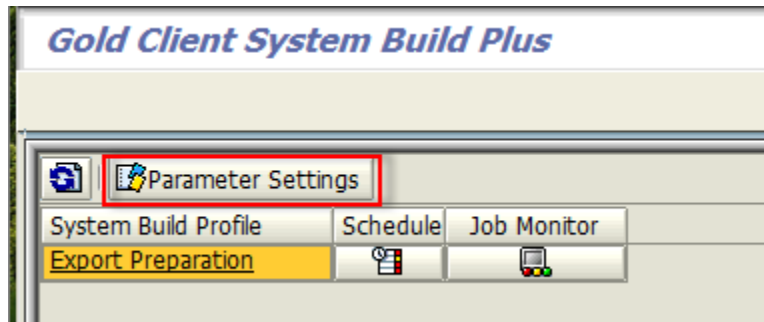 Gold Client System Build Plus
Parameter Settings
System Build Profile Schedule Job Monitor
Export Preparation